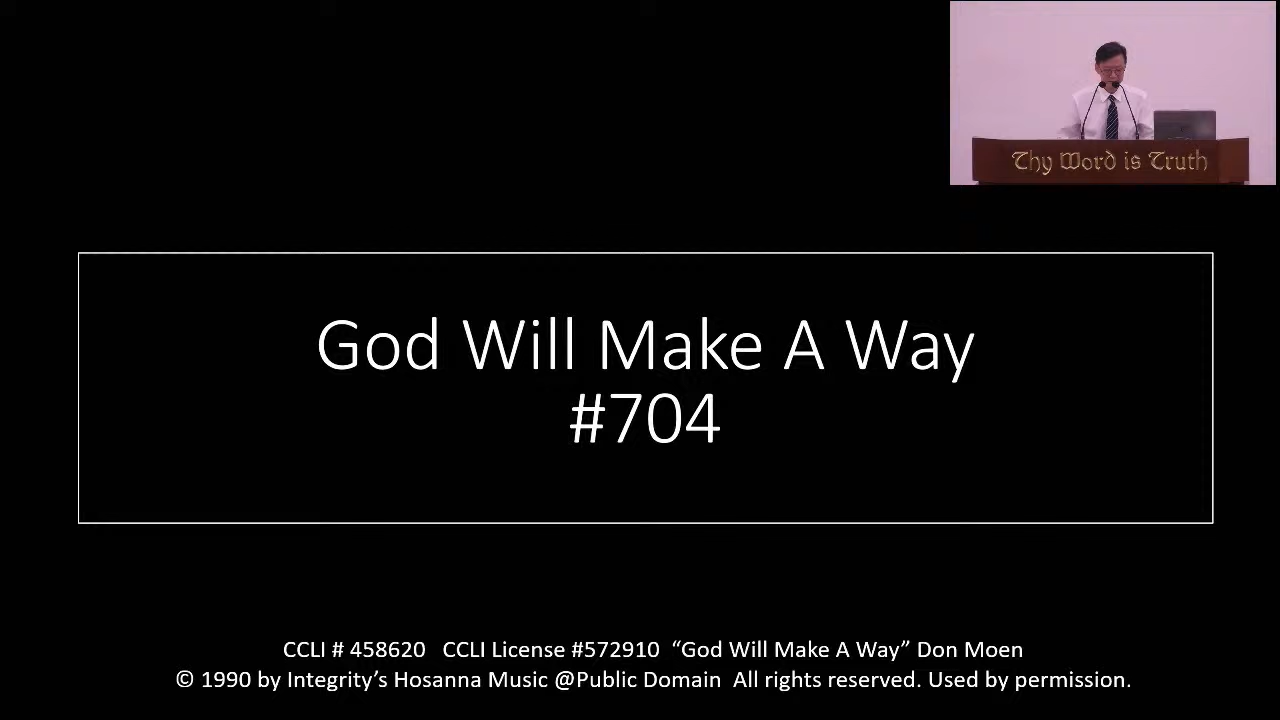 Thy Word is Truth
God Will Make A Way
#704
CCLI # 458620 CCLI License #572910 “God Will Make A Way” Don Moen
© 1990 by Integrity’s Hosanna Music @Public Domain All rights reserved. Used by permission.